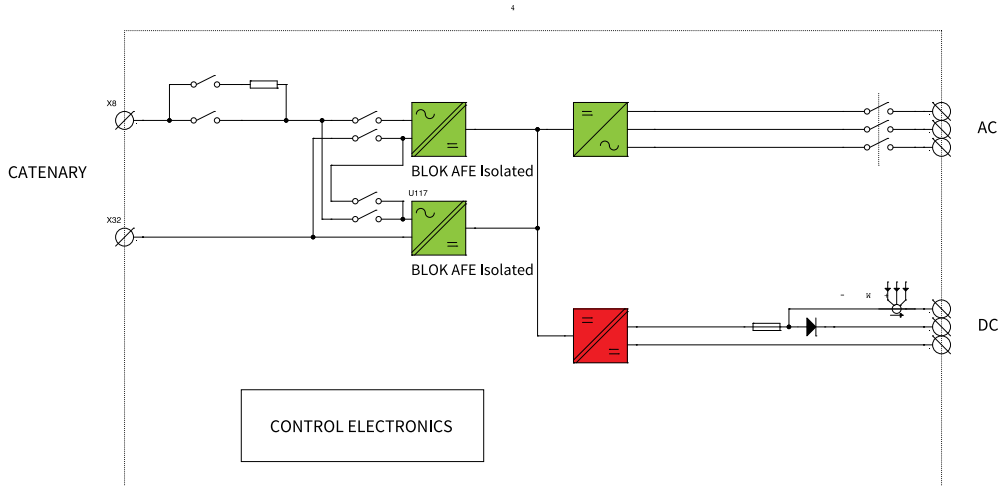 4
X8
AC
CATENARY
BLOK AFE Isolated
U117
X32
BLOK AFE Isolated
- W
DC
CONTROL ELECTRONICS